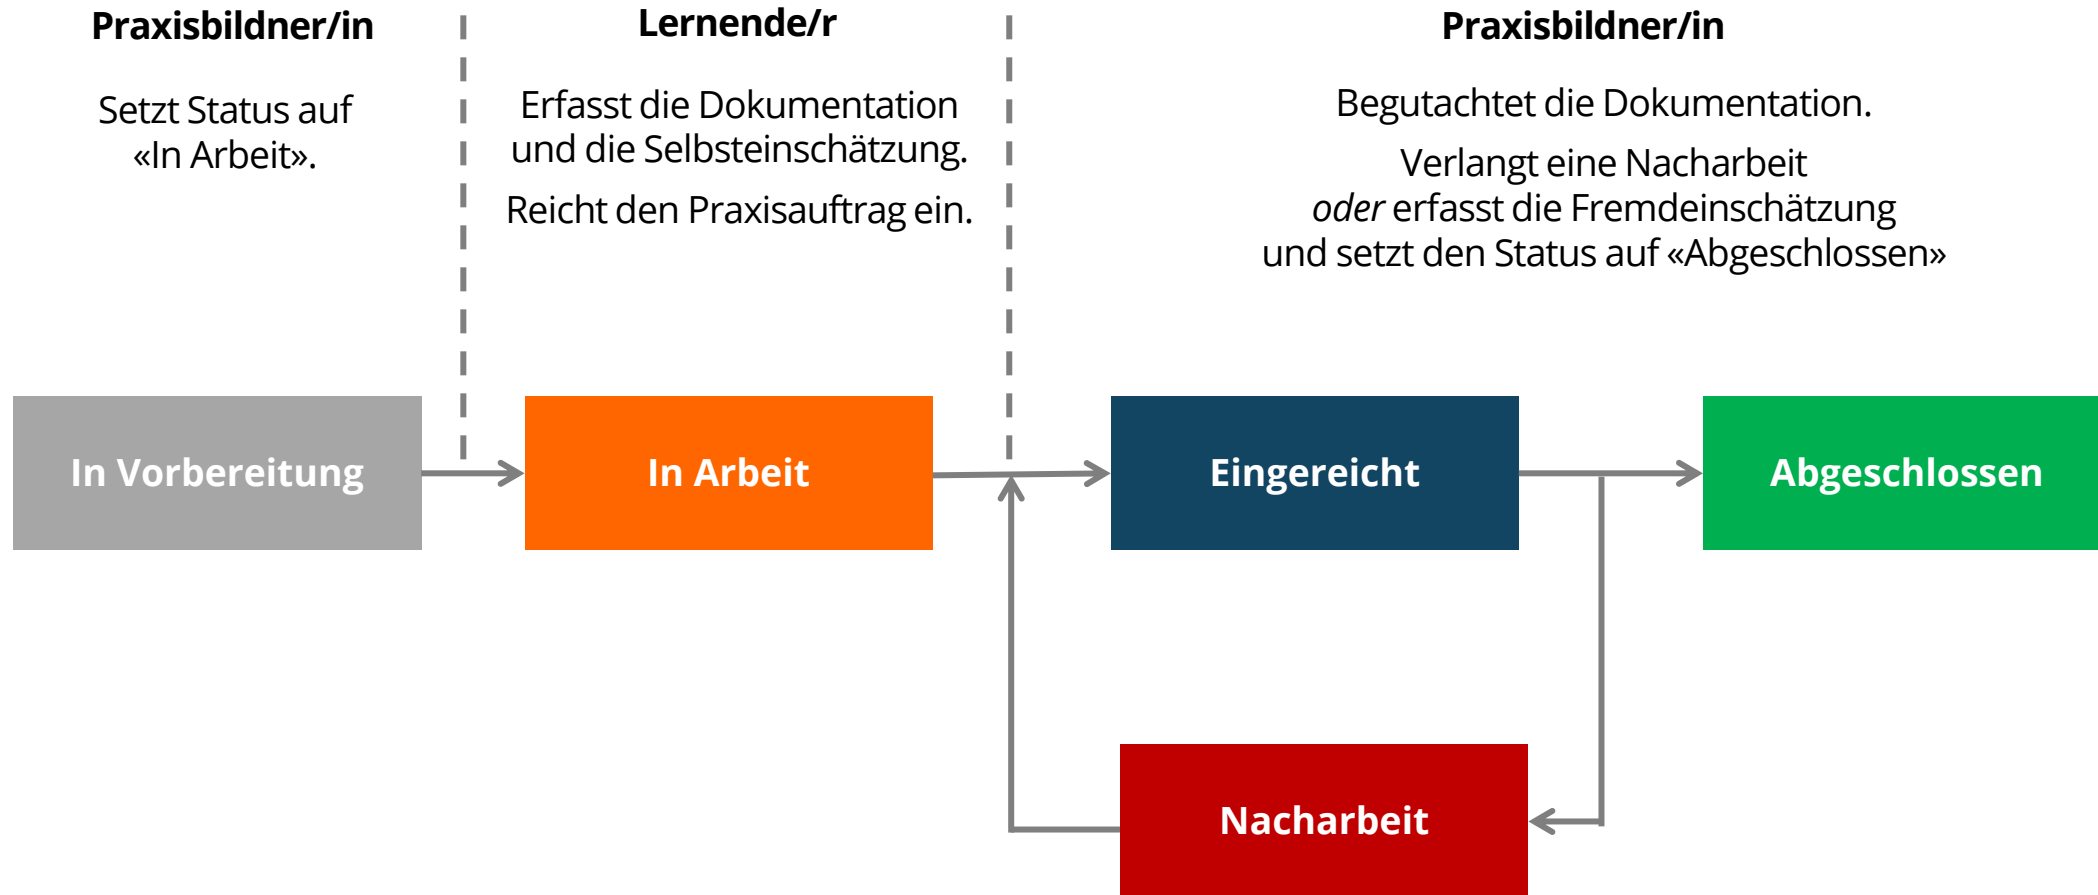 Praxisbildner/in
Setzt Status auf
«In Arbeit».
Lernende/r
Erfasst die Dokumentation
und die Selbsteinschätzung.
Reicht den Praxisauftrag ein.
Praxisbildner/in
Begutachtet die Dokumentation.
Verlangt eine Nacharbeit
oder erfasst die Fremdeinschätzung
und setzt den Status auf «Abgeschlossen»
In Vorbereitung
In Arbeit
Eingereicht
Abgeschlossen
Nacharbeit